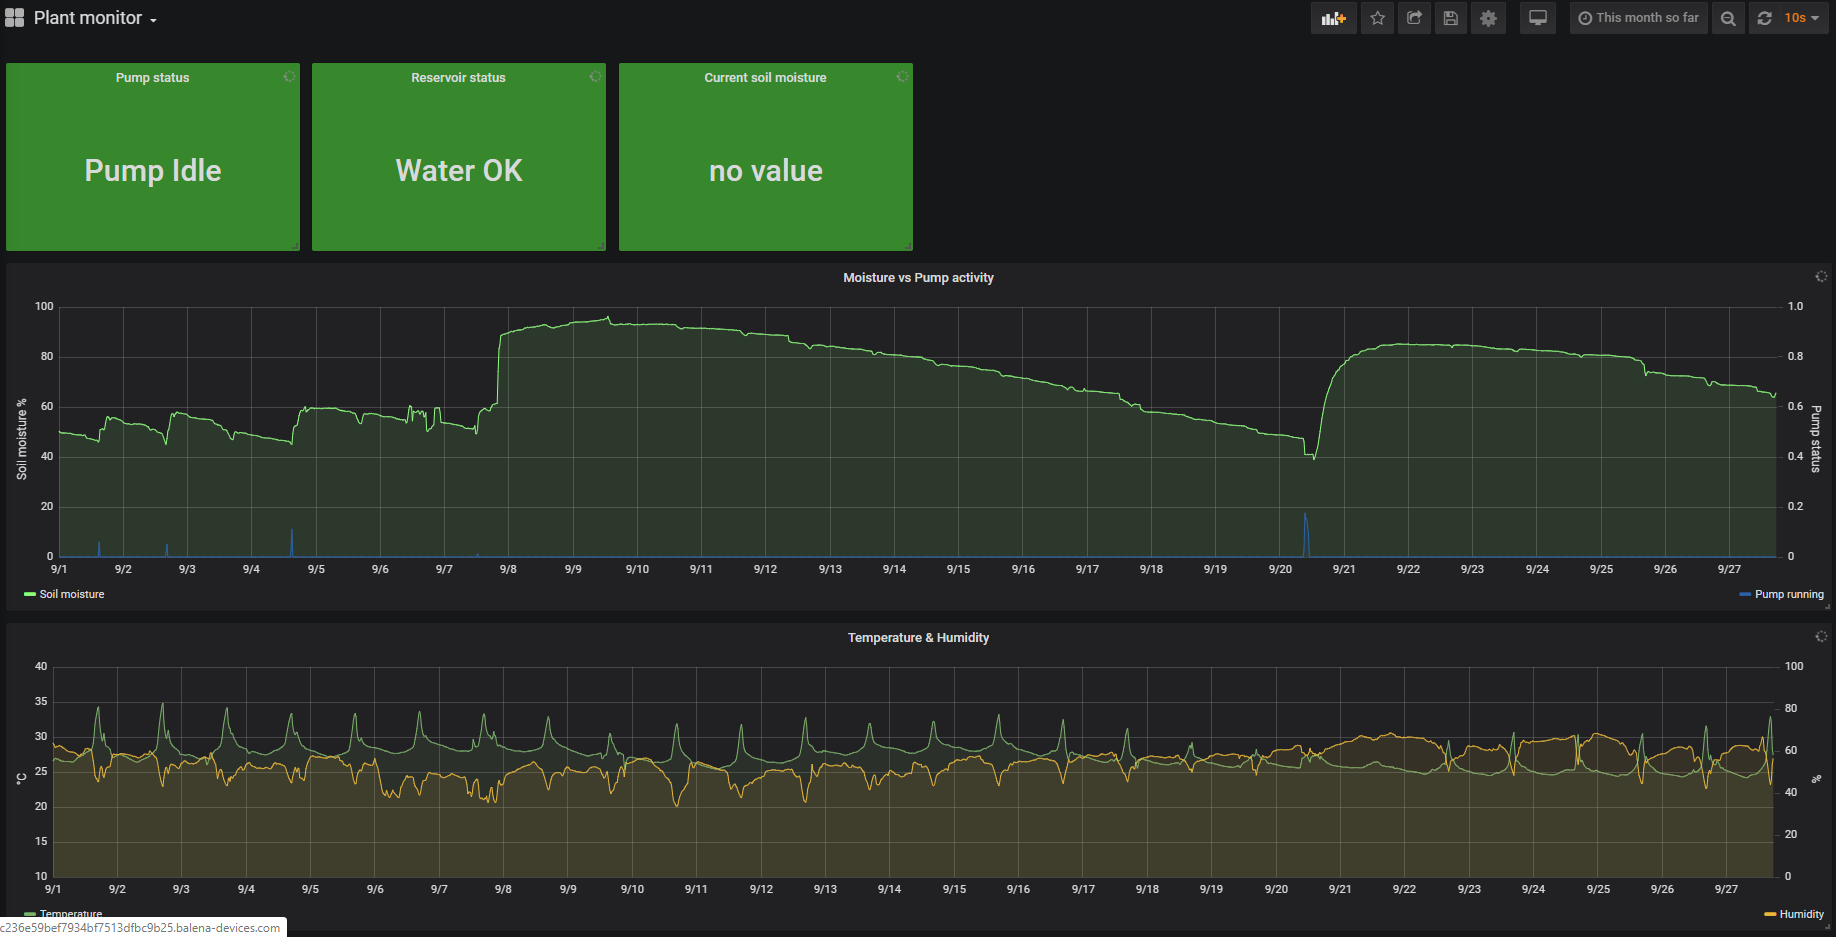 Plant monitor
This month so far
10s
Pump status
Reservoir status
Current soil moisture
Pump Idle
Water OK
no value
Moisture vs Pump activity
100
80
60
40
20
0
Soil moisture %
1.0
0.8
0.6
0.4
0.2
0
Pump status
9/1 9/2 9/3 9/4 9/5 9/6 9/7 9/8 9/9 9/10 9/11 9/12 9/13 9/14 9/15 9/16 9/17 9/18 9/19 9/20 9/21 9/22 9/23 9/24 9/25 9/26 9/27
Soil moisture
Pump running
Temperature & Humidity
40
35
30
25
20
15
10
°C
100
80
60
40
20
0
%
9/1 9/2 9/3 9/4 9/5 9/6 9/7 9/8 9/9 9/10 9/11 9/12 9/13 9/14 9/15 9/16 9/17 9/18 9/19 9/20 9/21 9/22 9/23 9/24 9/25 9/26 9/27
Temperature
Humidity
c236e59bef7934bf7513dfbc9b25.balena-devices.com